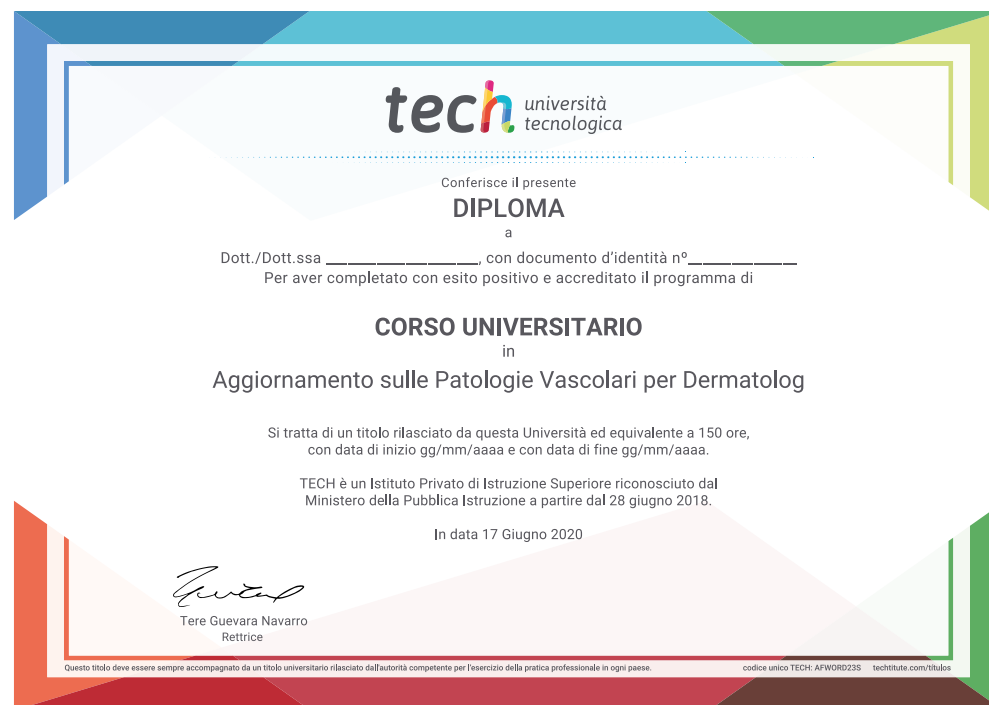 tech università
tecnologica
Conferisce il presente
DIPLOMA
a
Dott./Dott.ssa ________________, con documento d'identità nº____________
Per aver completato con esito positivo e accreditato il programma di
CORSO UNIVERSITARIO
in
Aggiornamento sulle Patologie Vascolari per Dermatolog
Si tratta di un titolo rilasciato da questa Università ed equivalente a 150 ore,
con data di inizio gg/mm/aaaa e con data di fine gg/mm/aaaa.
TECH è un Istituto Privato di Istruzione Superiore riconosciuto dal
Ministero della Pubblica Istruzione a partire dal 28 giugno 2018.
In data 17 Giugno 2020
Tere Guevara Navarro
Rettrice
Questo titolo deve essere sempre accompagnato da un titolo universitario rilasciato dall'autorità competente per l'esercizio della pratica professionale in ogni paese. codice unico TECH: AFWORD23S techtitute.com/titulos